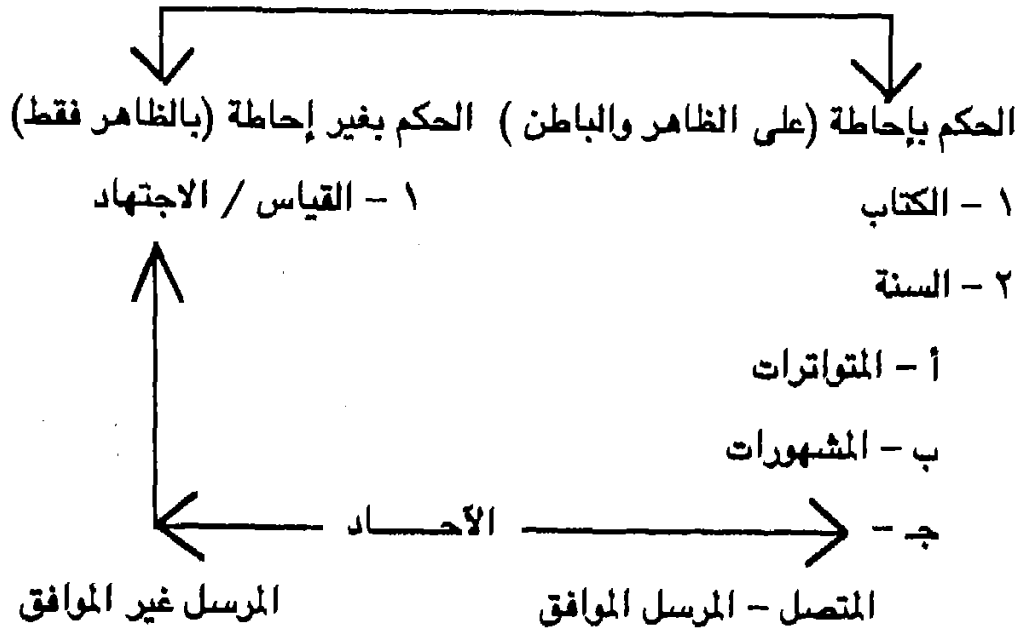 الحكم بإحاطة (على الظاهر والباطن ) الحكم بغير إحاطة (بالظاهر فقط)
١ – الكتاب ١ – القياس / الاجتهاد
٢ – السنة
أ – المتواترات
ب – المشهورات
جـ – الآحـــــاد
المتصل – المرسل الموافق المرسل غير الموافق